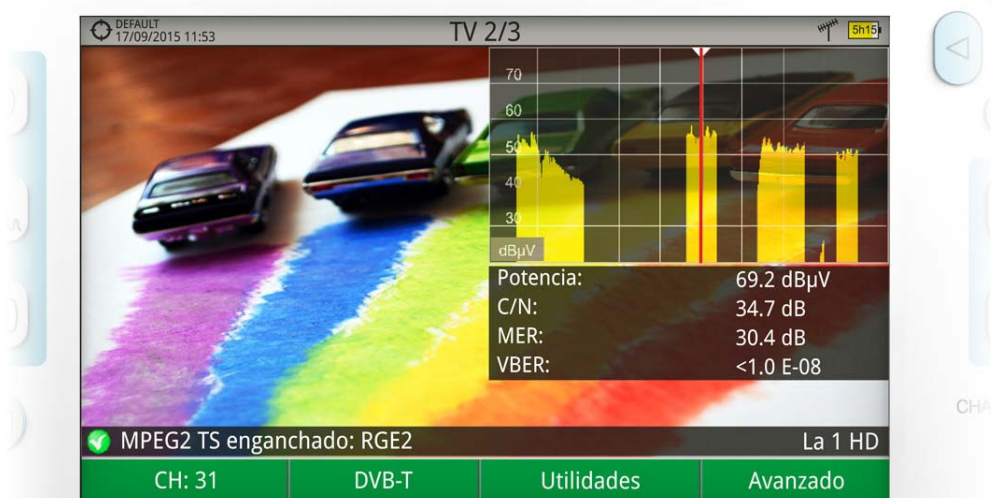 DEFAULT
17/09/2015 11:53
TV 2/3
5h15
70
60
50
40
30
dBµV
Potencia: 69.2 dBµV
C/N: 34.7 dB
MER: 30.4 dB
VBER: <1.0 E-08
MPEG2 TS enganchado: RGE2 La 1 HD
CH: 31 DVB-T Utilidades Avanzado